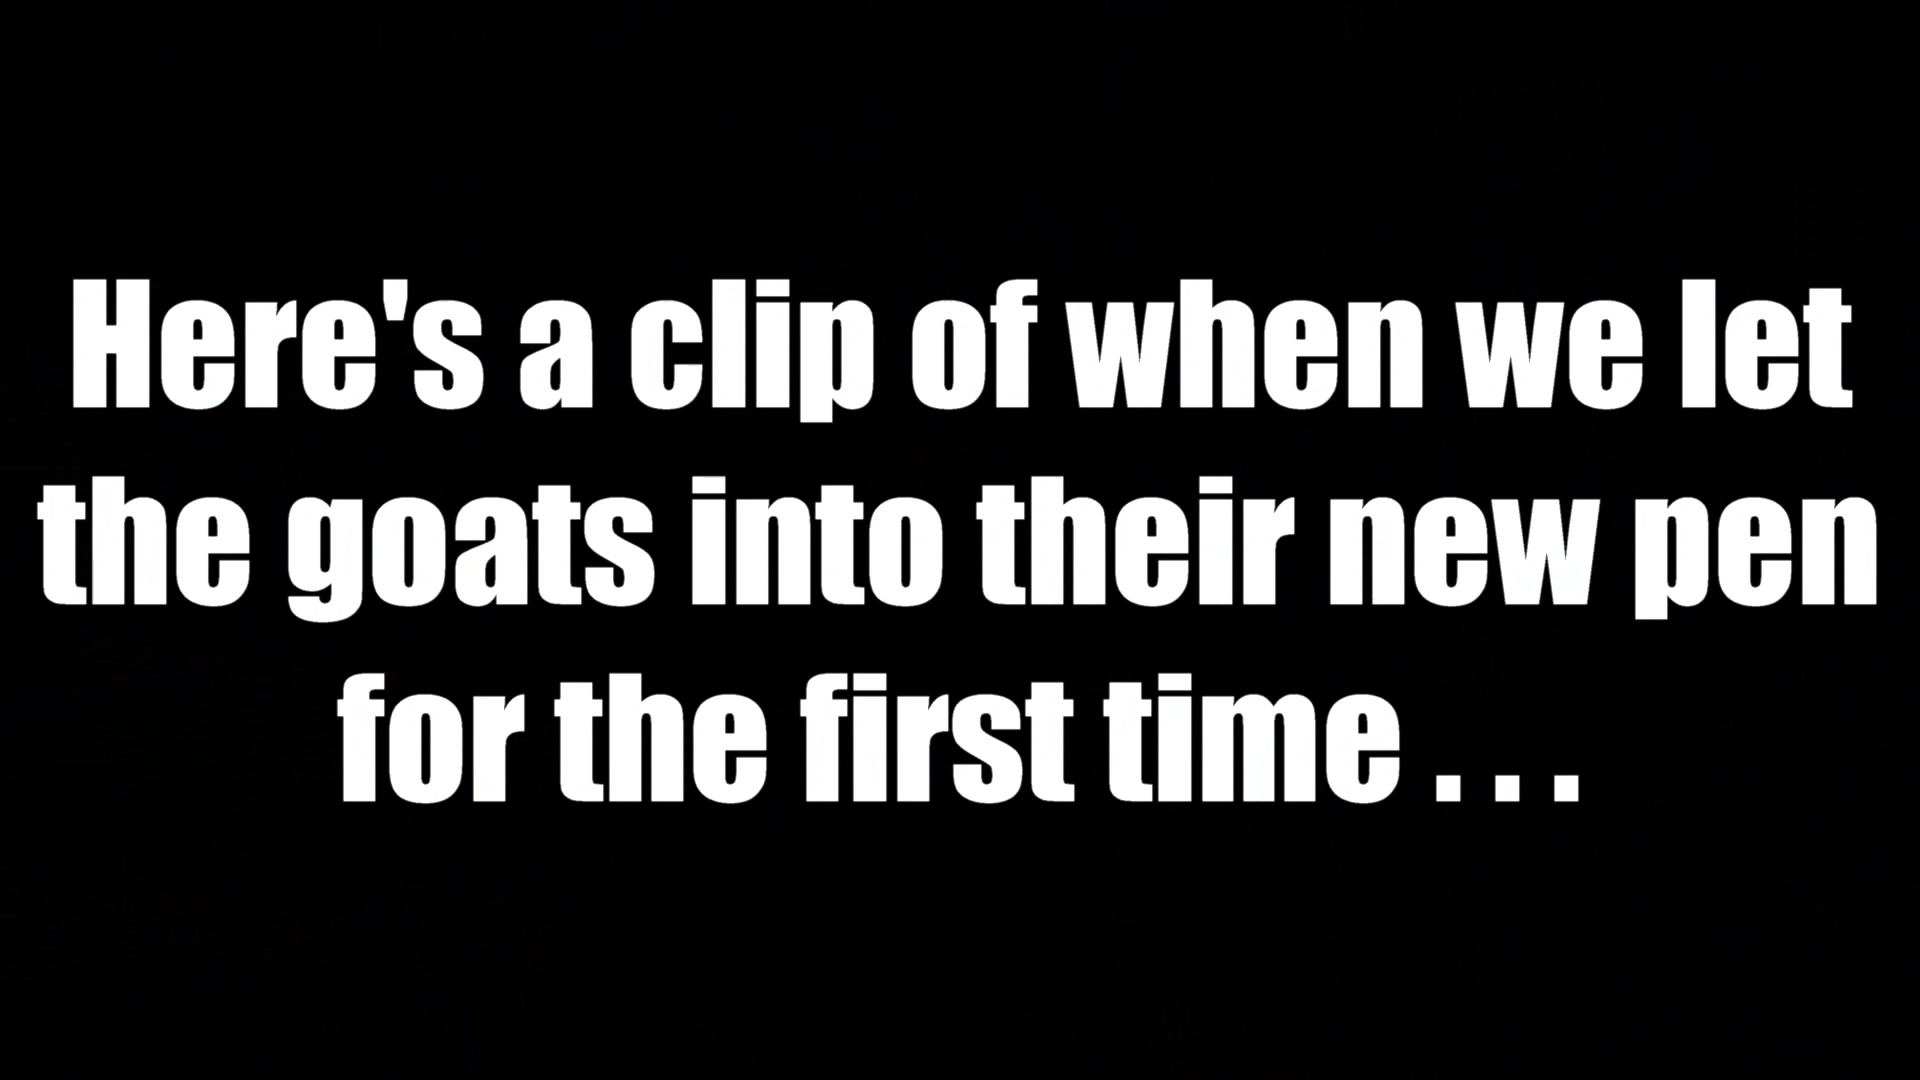 Here's a clip of when we let
the goats into their new pen
for the first time . . .